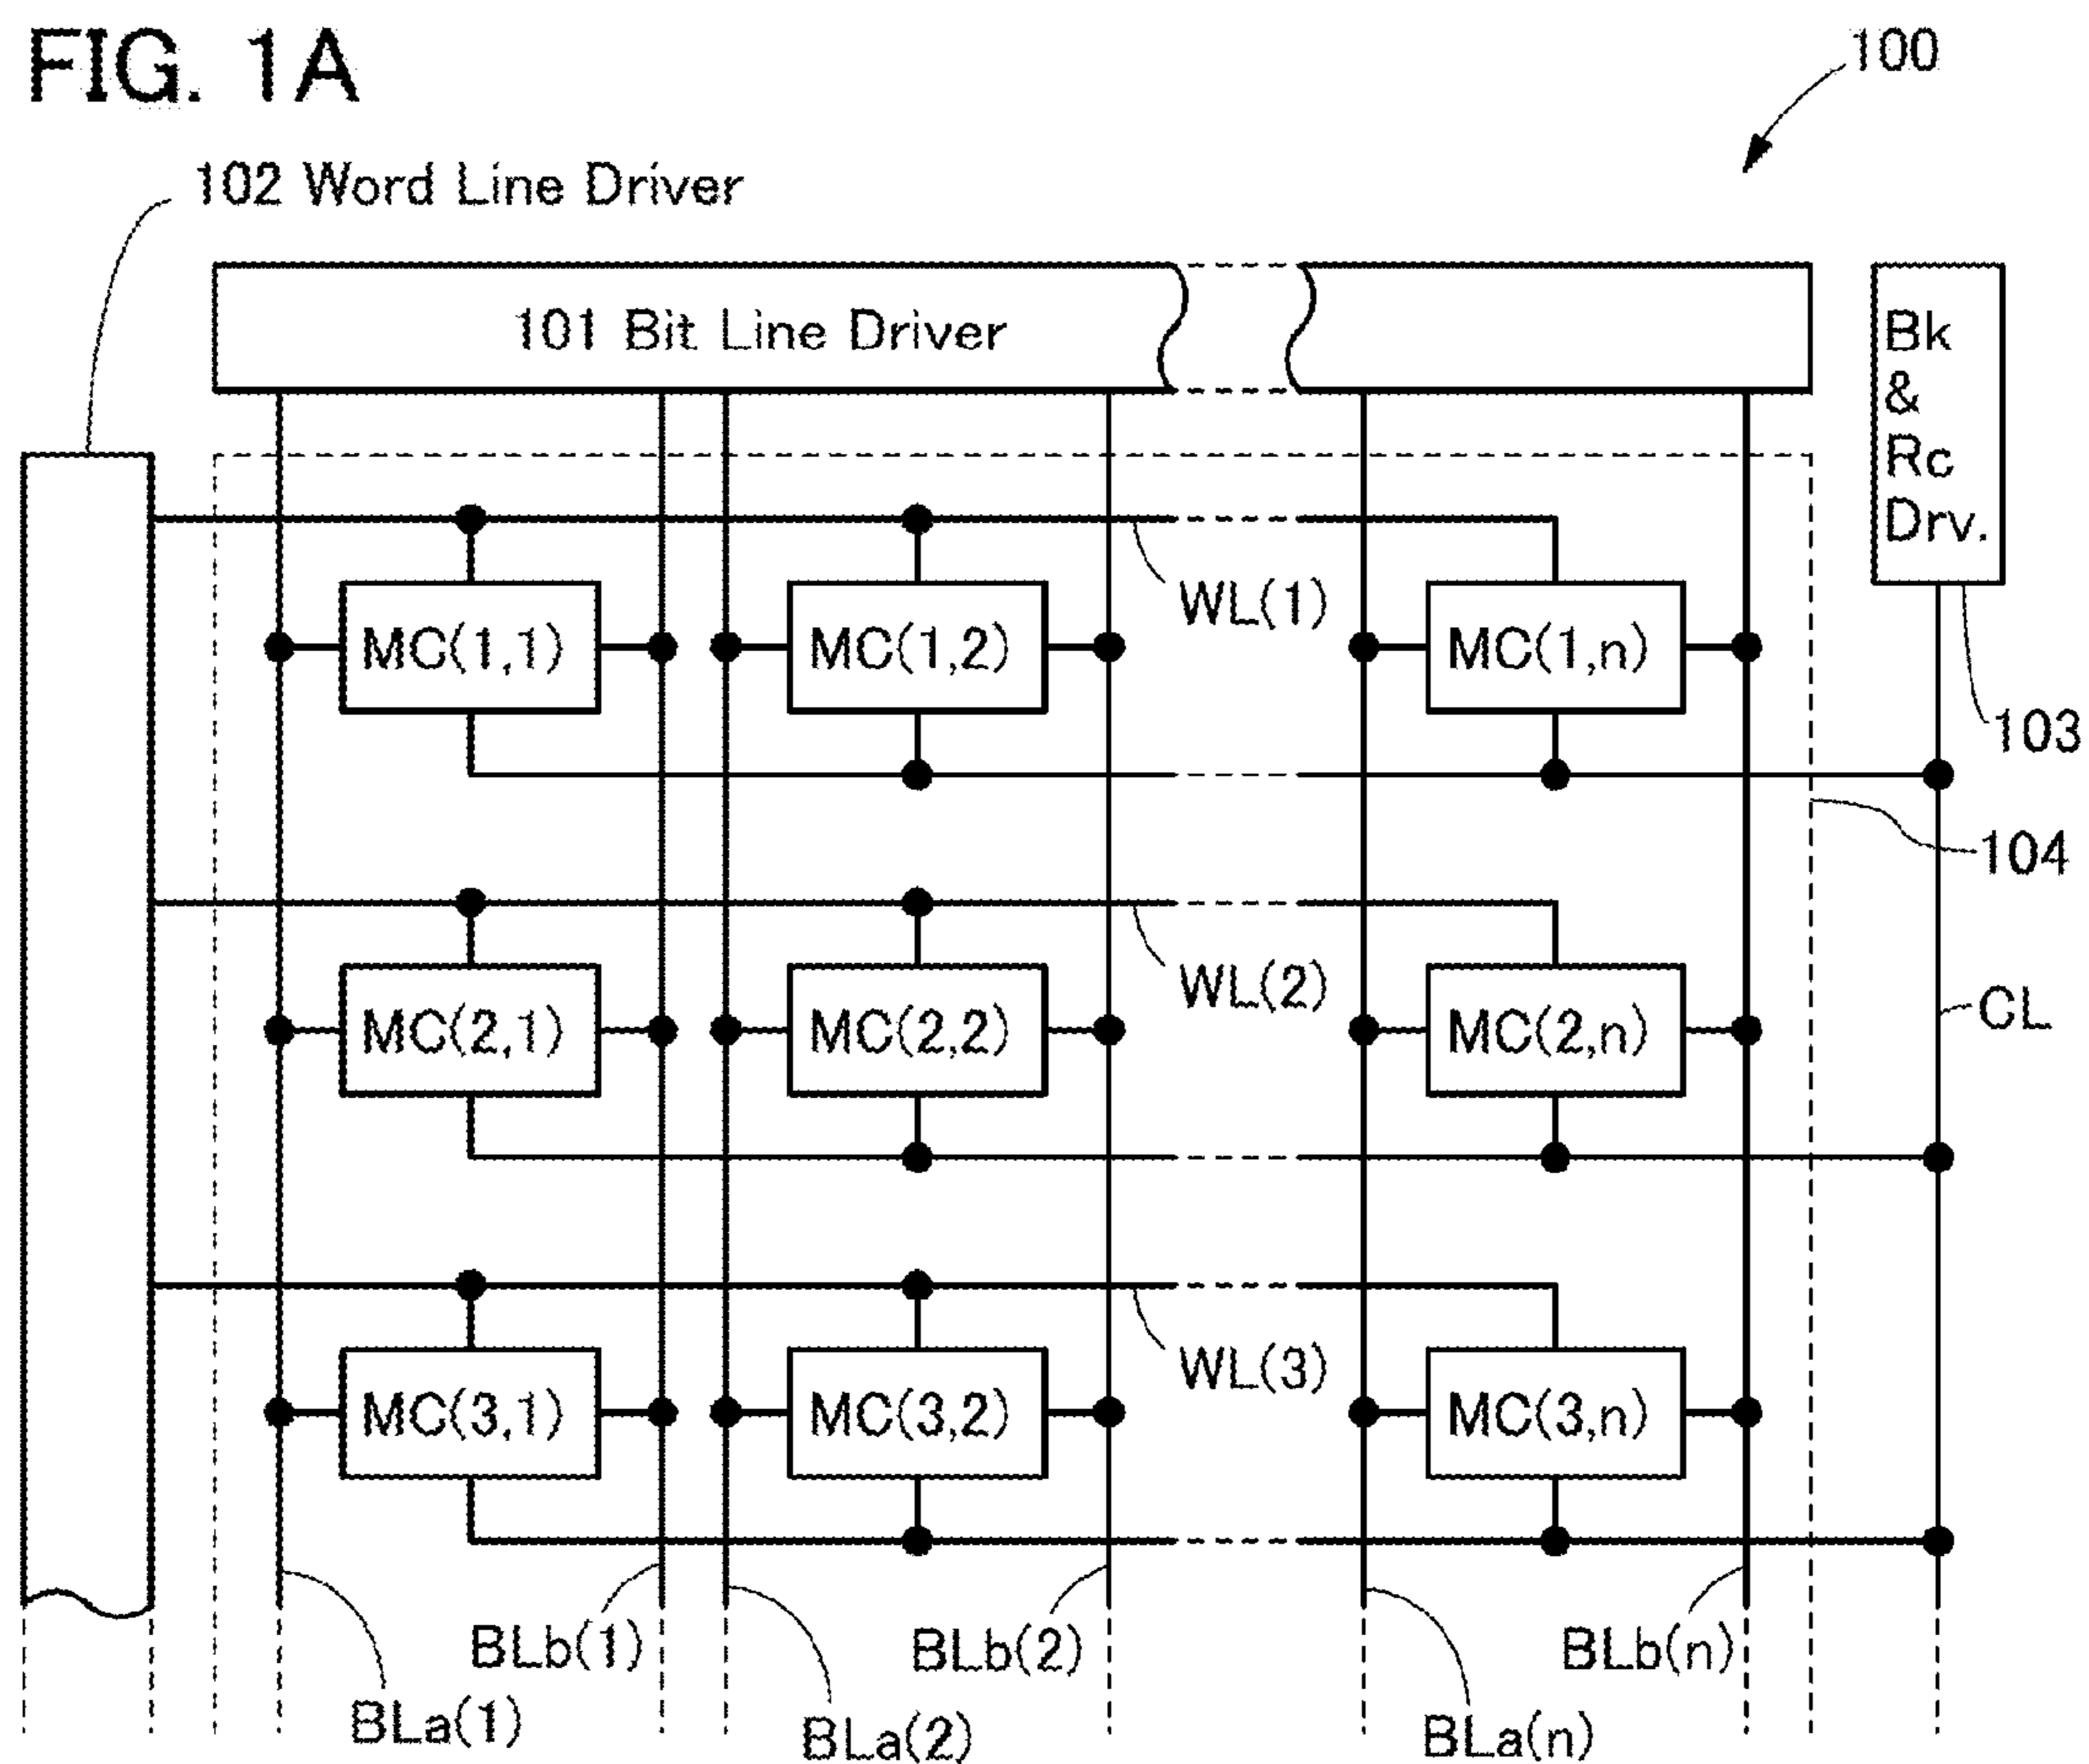 FIG. 1A
100
102 Word Line Driver
101 Bit Line Driver
Bk
&
Rc
Drv.
WL(1)
MC(1,1)
MC(1,2)
MC(1,n)
103
104
WL(2)
MC(2,1)
MC(2,2)
MC(2,n)
CL
WL(3)
MC(3,1)
MC(3,2)
MC(3,n)
BLb(1)
BLb(2)
BLb(n)
BLa(1)
BLa(2)
BLa(n)